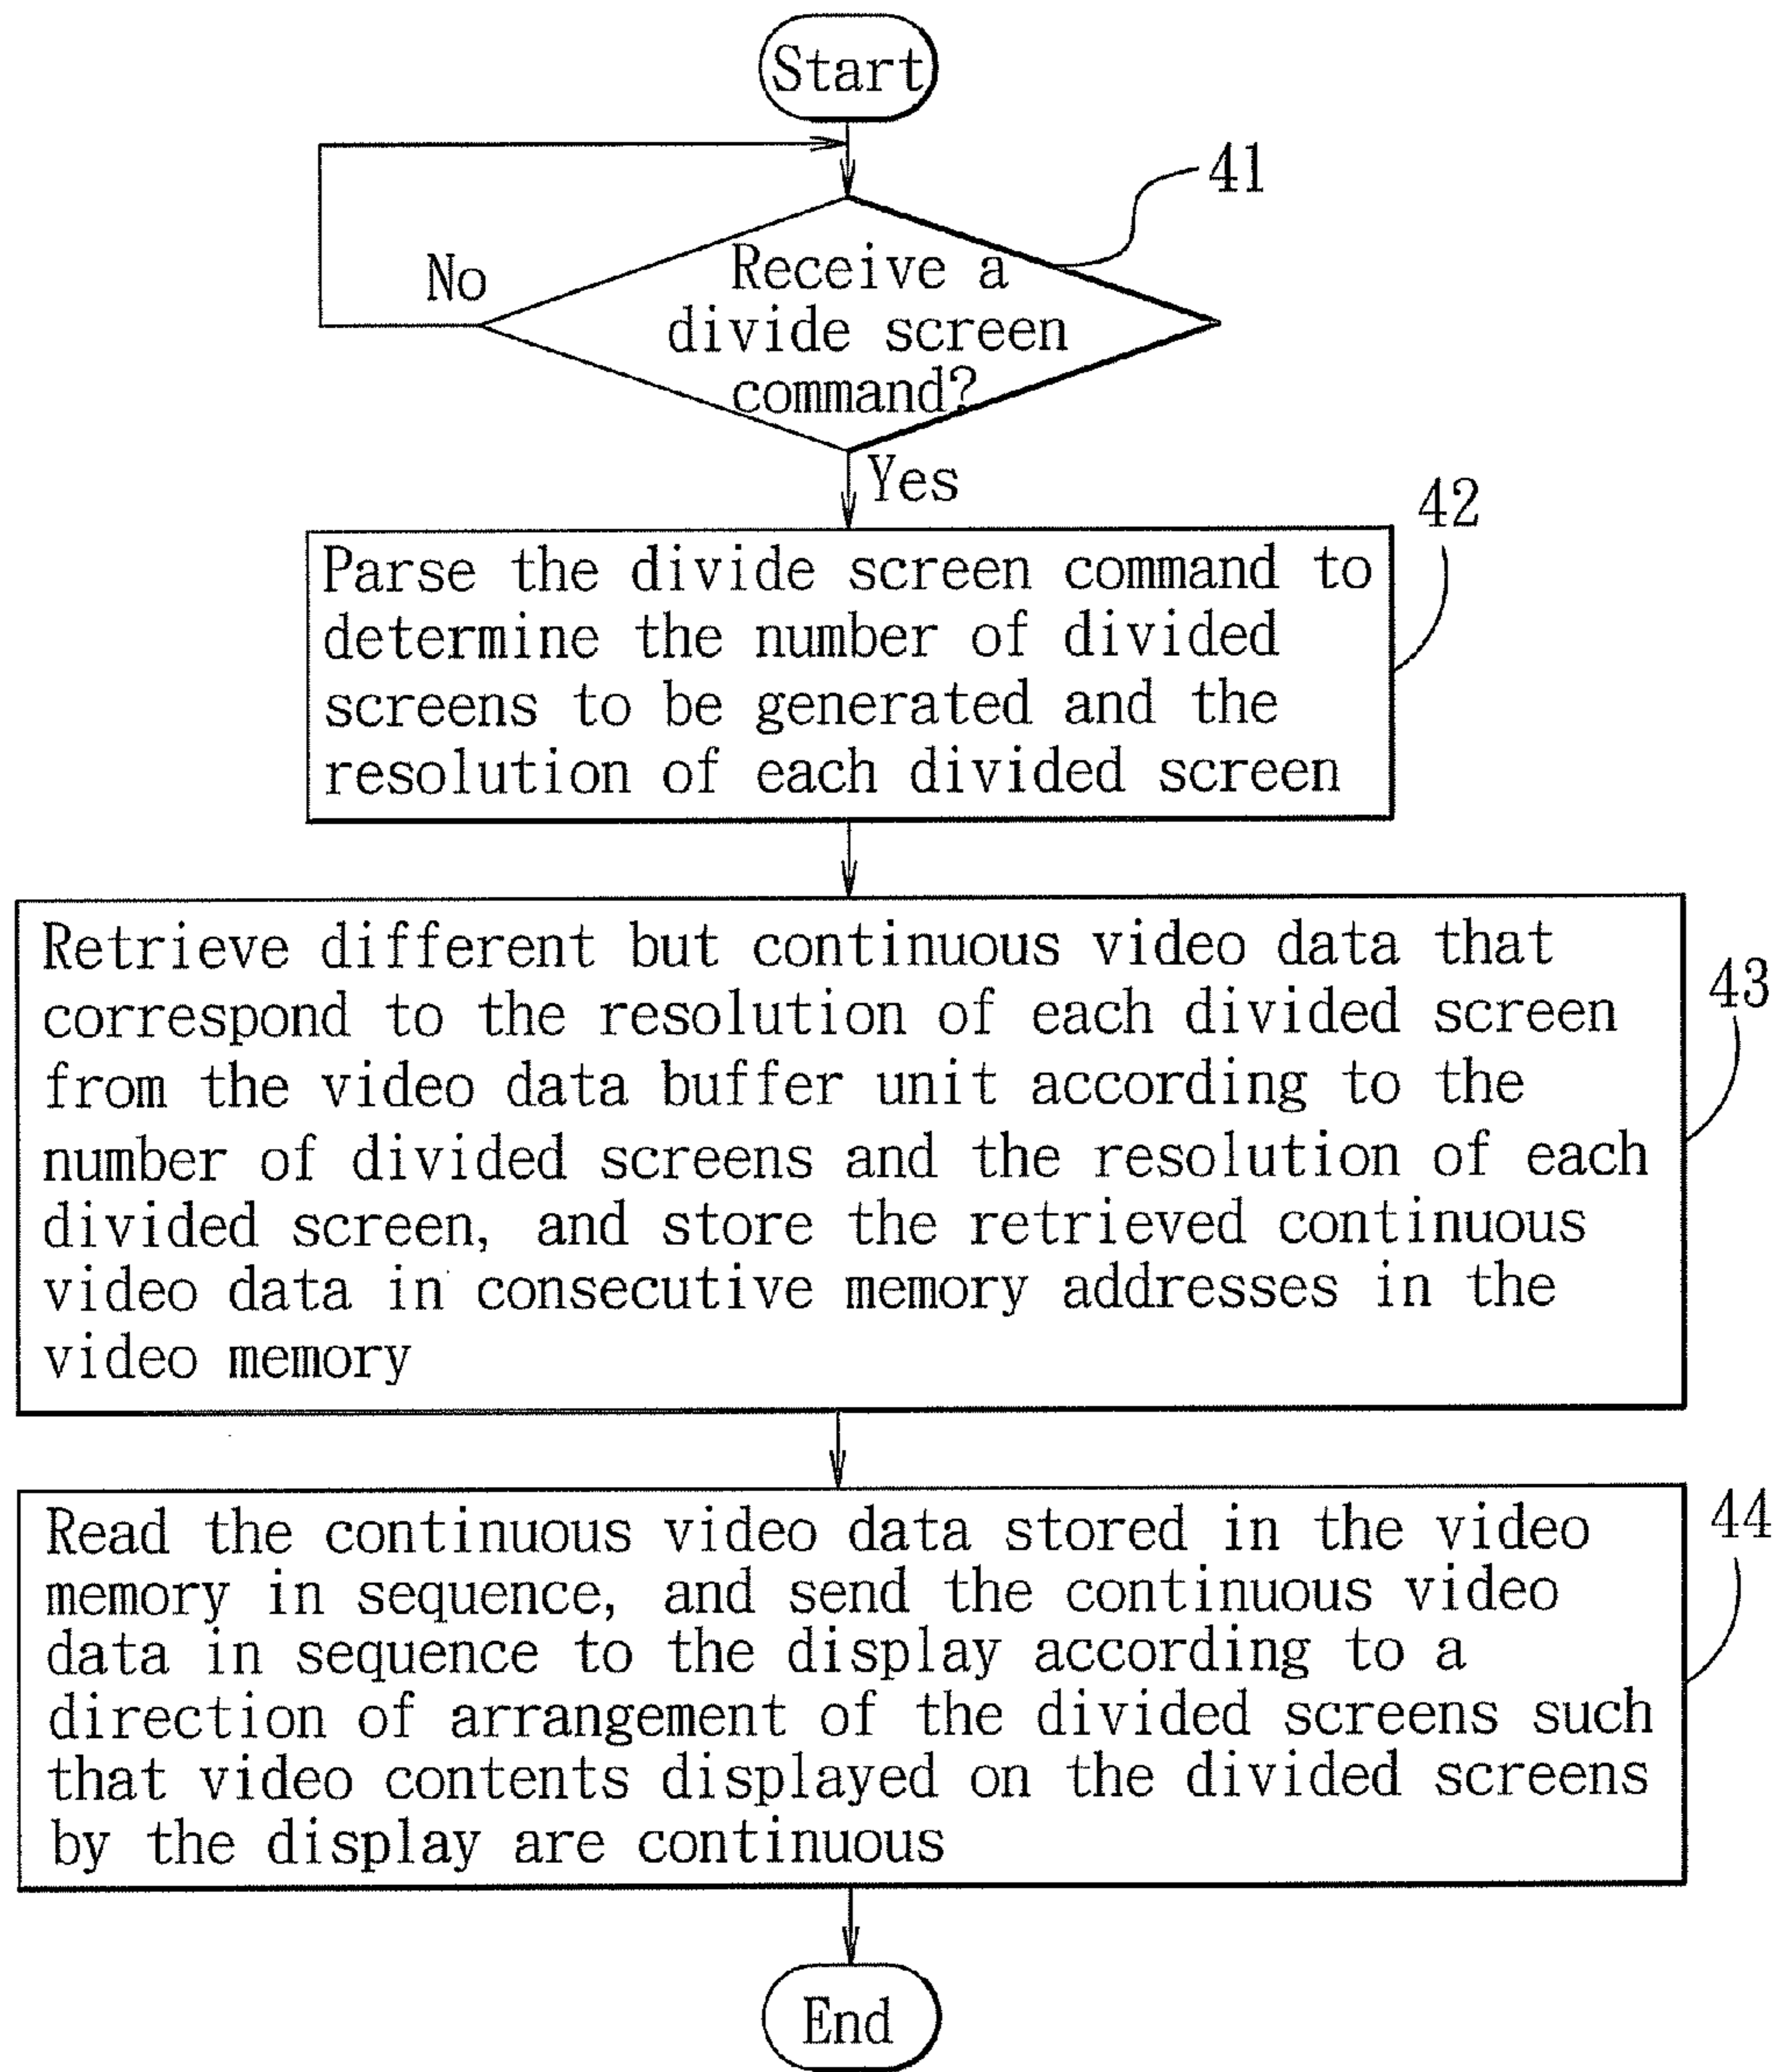 Start
41
Receive a
divide screen
command?
No
Yes
42
Parse the divide screen command to
determine the number of divided
screens to be generated and the
resolution of each divided screen
43
Retrieve different but continuous video data that
correspond to the resolution of each divided screen
from the video data buffer unit according to the
number of divided screens and the resolution of each
divided screen, and store the retrieved continuous
video data in consecutive memory addresses in the
video memory
44
Read the continuous video data stored in the video
memory in sequence, and send the continuous video
data in sequence to the display according to a
direction of arrangement of the divided screens such
that video contents displayed on the divided screens
by the display are continuous
End